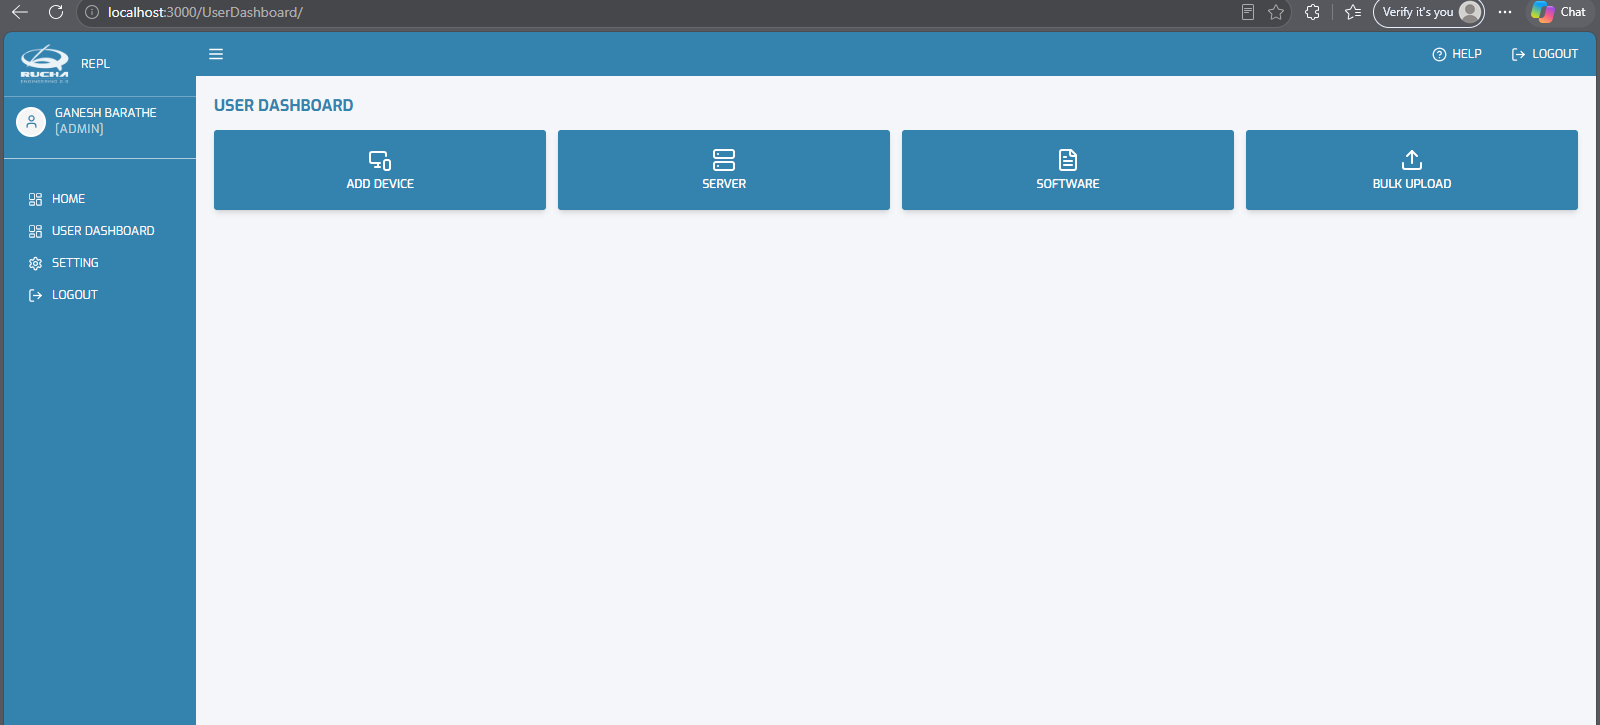 localhost:3000/UserDashboard/
Verify it's you
Chat
RUCHA
REPL
HELP
LOGOUT
GANESH BARATHE
[ADMIN]
USER DASHBOARD
ADD DEVICE
SERVER
SOFTWARE
BULK UPLOAD
HOME
USER DASHBOARD
SETTING
LOGOUT